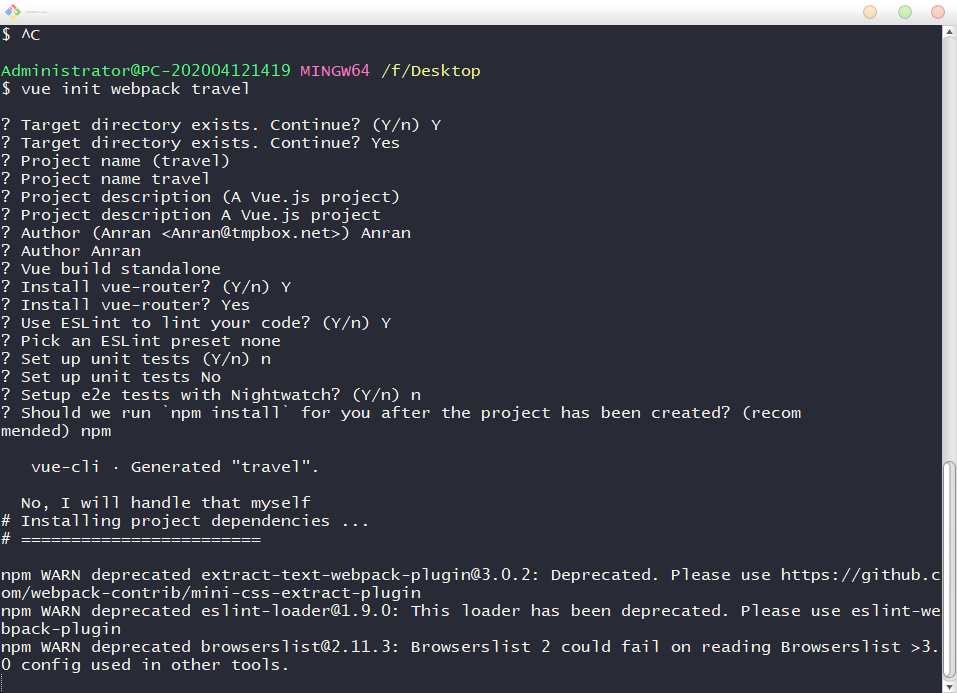 $ ^C
Administrator@PC-202004121419 MINGW64 /f/Desktop
$ vue init webpack travel
? Target directory exists. Continue? (Y/n) Y
? Target directory exists. Continue? Yes
? Project name (travel)
? Project name travel
? Project description (A Vue.js project)
? Project description A Vue.js project
? Author (Anran <Anran@tmpbox.net>) Anran
? Author Anran
? Vue build standalone
? Install vue-router? (Y/n) Y
? Install vue-router? Yes
? Use ESLint to lint your code? (Y/n) Y
? Pick an ESLint preset none
? Set up unit tests (Y/n) n
? Set up unit tests No
? Setup e2e tests with Nightwatch? (Y/n) n
? Should we run `npm install` for you after the project has been created? (recom
mended) npm
vue-cli · Generated "travel".
No, I will handle that myself
# Installing project dependencies ...
# ========================
npm WARN deprecated extract-text-webpack-plugin@3.0.2: Deprecated. Please use https://github.c
om/webpack-contrib/mini-css-extract-plugin
npm WARN deprecated eslint-loader@1.9.0: This loader has been deprecated. Please use eslint-we
bpack-plugin
npm WARN deprecated browserslist@2.11.3: Browserslist 2 could fail on reading Browserslist >3.
0 config used in other tools.